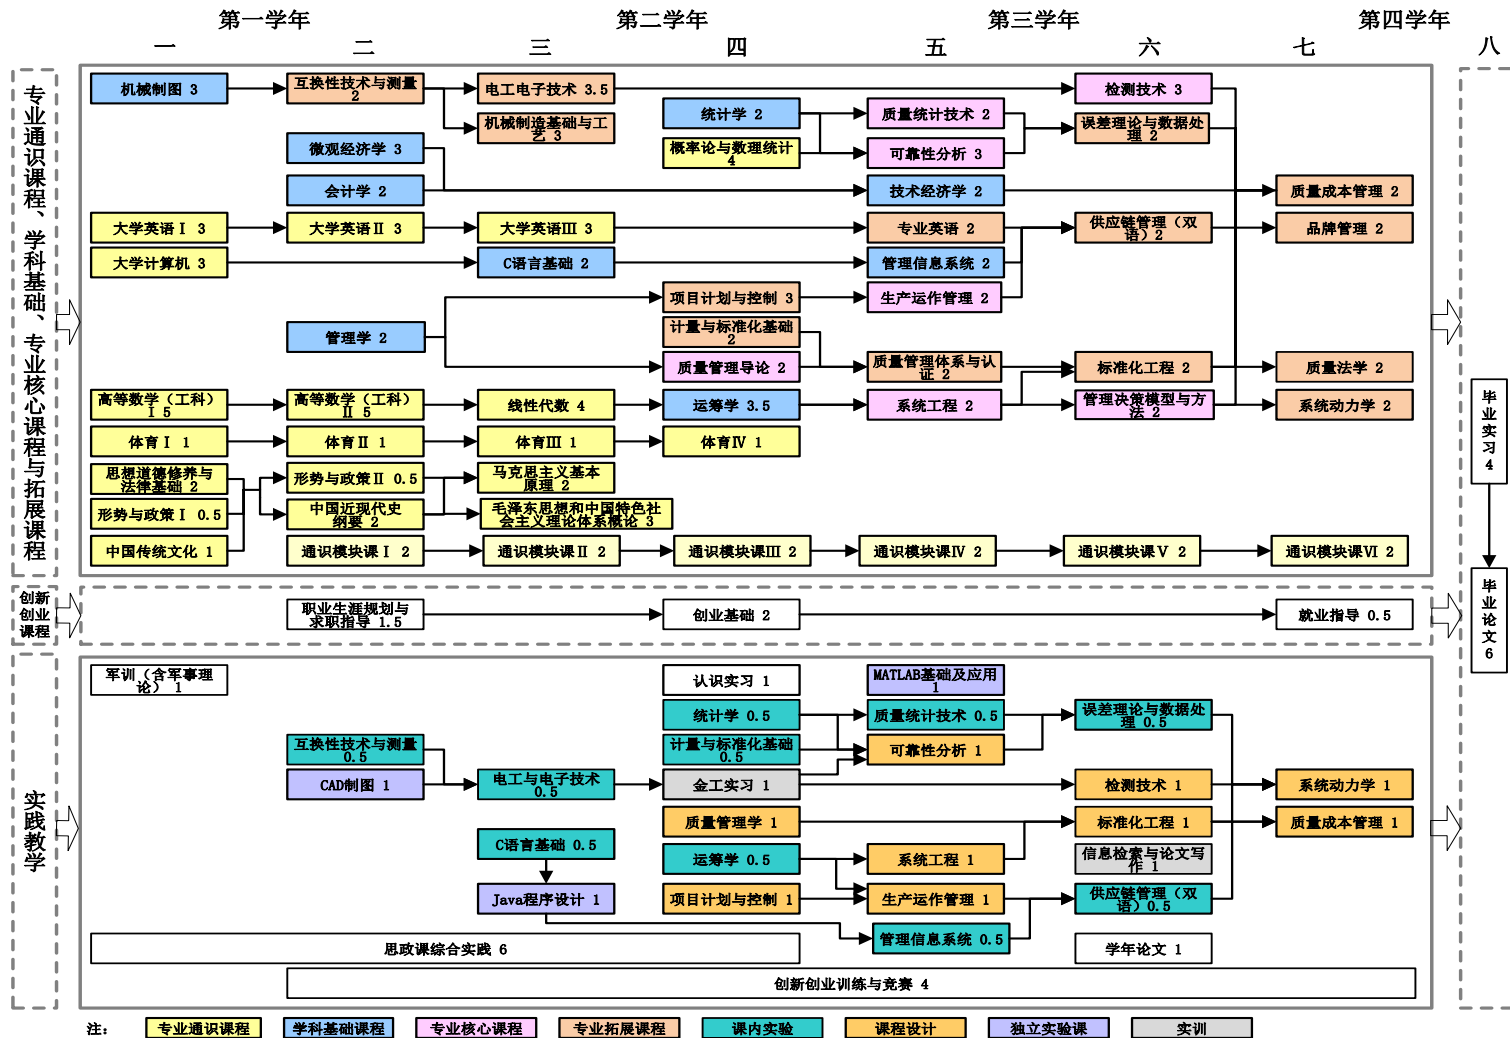 第一学年 第二学年 第三学年 第四学年
一 二 三 四 五 六 七 八
专业通识课程、学科基础、专业核心课程与拓展课程
机械制图 3
互换性技术与测量
2
电工电子技术 3.5
检测技术 3
机械制造基础与工
艺 3
统计学 2
质量统计技术 2
误差理论与数据处
理 2
微观经济学 3
概率论与数理统计
4
可靠性分析 3
会计学 2
技术经济学 2
质量成本管理 2
大学英语Ⅰ 3
大学英语Ⅱ 3
大学英语Ⅲ 3
专业英语 2
供应链管理（双
语）2
品牌管理 2
大学计算机 3
C语言基础 2
管理信息系统 2
项目计划与控制 3
生产运作管理 2
管理学 2
计量与标准化基础
2
质量管理导论 2
质量管理体系与认
证 2
标准化工程 2
质量法学 2
高等数学（工科）
Ⅰ 5
高等数学（工科）
Ⅱ 5
线性代数 4
运筹学 3.5
系统工程 2
管理决策模型与方
法 2
系统动力学 2
体育Ⅰ 1
体育Ⅱ 1
体育Ⅲ 1
体育Ⅳ 1
思想道德修养与
法律基础 2
形势与政策Ⅱ 0.5
马克思主义基本
原理 2
形势与政策Ⅰ 0.5
中国近现代史
纲要 2
毛泽东思想和中国特色社
会主义理论体系概论 3
中国传统文化 1
通识模块课Ⅰ 2
通识模块课Ⅱ 2
通识模块课Ⅲ 2
通识模块课Ⅳ 2
通识模块课Ⅴ 2
通识模块课Ⅵ 2
毕业实习 4
毕业论文 6
创新
创业
课程
职业生涯规划与
求职指导 1.5
创业基础 2
就业指导 0.5
实践教学
军训（含军事理
论） 1
认识实习 1
MATLAB基础及应用
1
统计学 0.5
质量统计技术 0.5
误差理论与数据处
理 0.5
互换性技术与测量
0.5
计量与标准化基础
0.5
可靠性分析 1
CAD制图 1
电工与电子技术
0.5
金工实习 1
检测技术 1
系统动力学 1
质量管理学 1
标准化工程 1
质量成本管理 1
C语言基础 0.5
运筹学 0.5
系统工程 1
信息检索与论文写
作 1
Java程序设计 1
项目计划与控制 1
生产运作管理 1
供应链管理（双
语）0.5
管理信息系统 0.5
思政课综合实践 6
学年论文 1
创新创业训练与竞赛 4
注： 专业通识课程 学科基础课程 专业核心课程 专业拓展课程 课内实验 课程设计 独立实验课 实训